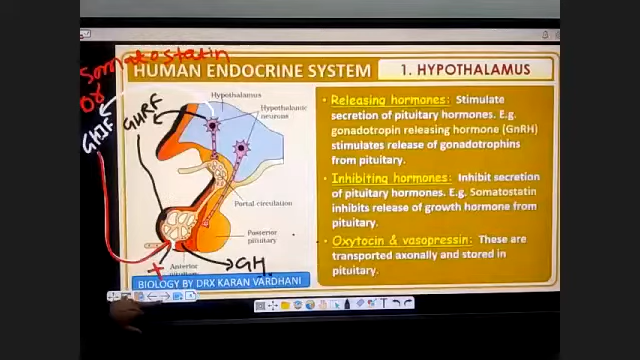 Somatostatin
or
GHIF
GHRF
HUMAN ENDOCRINE SYSTEM
1. HYPOTHALAMUS
Hypothalamus
Hypothalamic
neurons
Portal circulation
Posterior
pituitary
Anterior
GH
BIOLOGY BY DRX KARAN VARDHANI
• Releasing hormones: Stimulate
secretion of pituitary hormones. E.g.
gonadotropin releasing hormone (GnRH)
stimulates release of gonadotrophins
from pituitary.
• Inhibiting hormones: Inhibit secretion
of pituitary hormones. E.g. Somatostatin
inhibits release of growth hormone from
pituitary.
• Oxytocin & vasopressin: These are
transported axonally and stored in
pituitary.